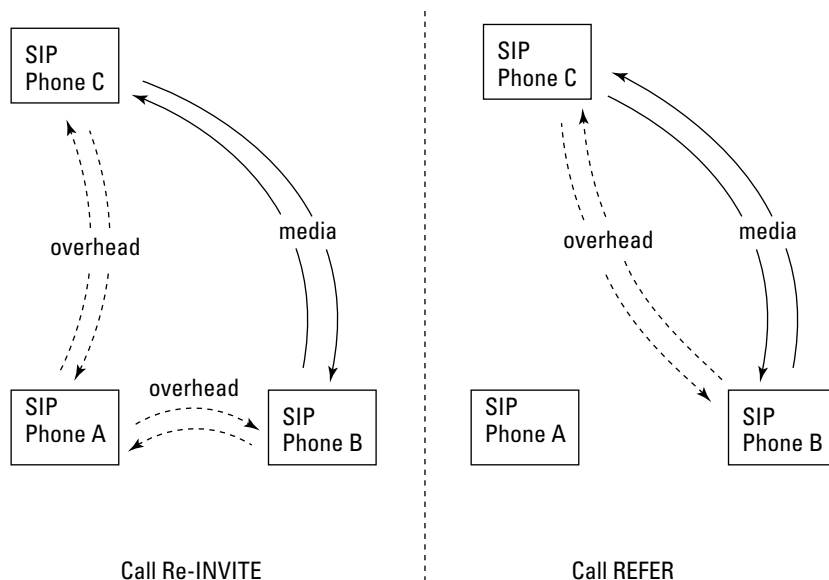 SIP
Phone C
overhead
media
SIP
Phone A
overhead
SIP
Phone B
Call Re-INVITE
SIP
Phone C
overhead
media
SIP
Phone A
SIP
Phone B
Call REFER